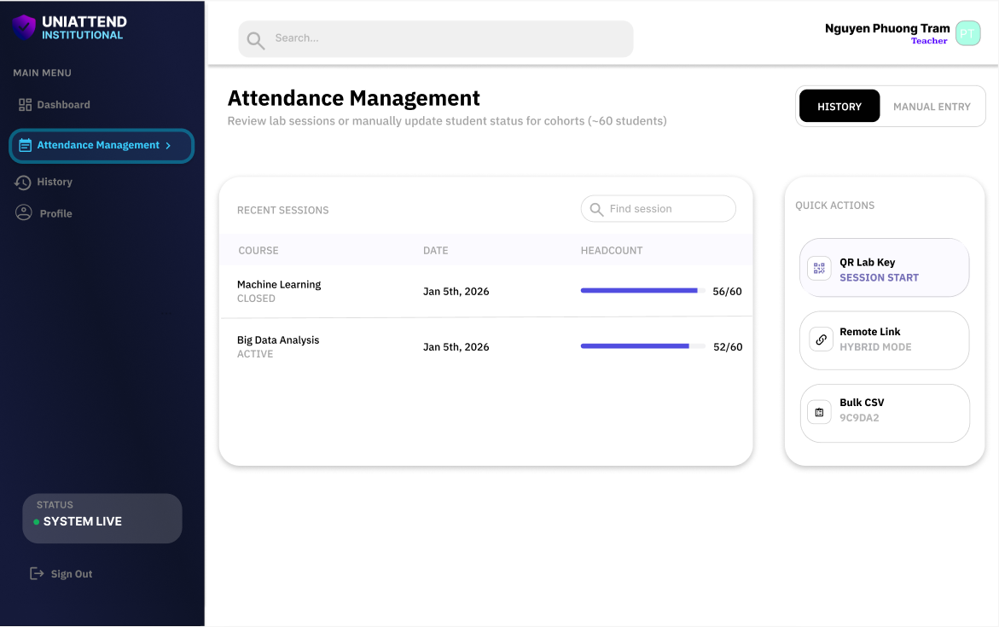 UNIATTEND
INSTITUTIONAL
MAIN MENU
Dashboard
Attendance Management
History
Profile
STATUS
SYSTEM LIVE
Sign Out
Search...
Nguyen Phuong Tram
Teacher
PT
Attendance Management
Review lab sessions or manually update student status for cohorts (~60 students)
HISTORY
MANUAL ENTRY
RECENT SESSIONS
Find session
COURSE DATE HEADCOUNT
Machine Learning
CLOSED
Jan 5th, 2026
56/60
Big Data Analysis
ACTIVE
Jan 5th, 2026
52/60
QUICK ACTIONS
QR Lab Key
SESSION START
Remote Link
HYBRID MODE
Bulk CSV
9C9DA2